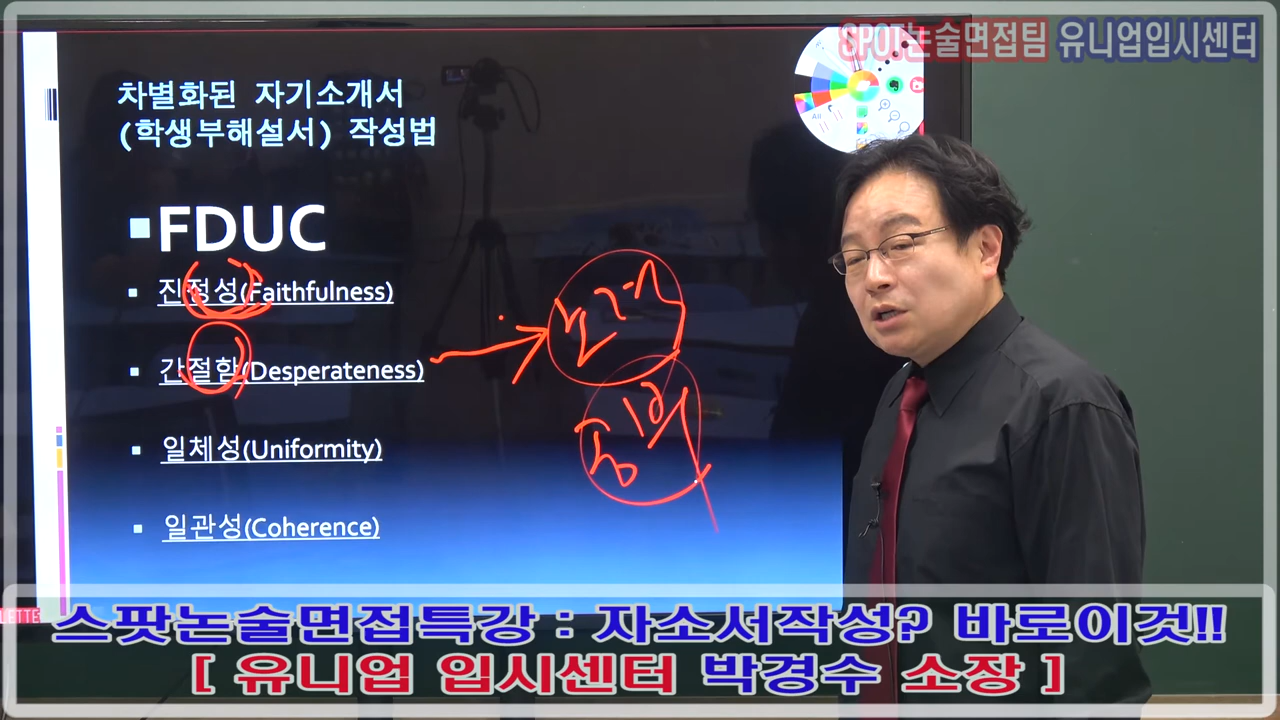 SPOT논술면접팀 유니업입시센터
차별화된 자기소개서
(학생부해설서) 작성법
FDUC
진정성(Faithfulness)
간절함(Desperateness)
일체성(Uniformity)
일관성(Coherence)
All
LETTE
스팟논술면접특강 : 자소서작성? 바로이것!!
[ 유니업 입시센터 박경수 소장 ]